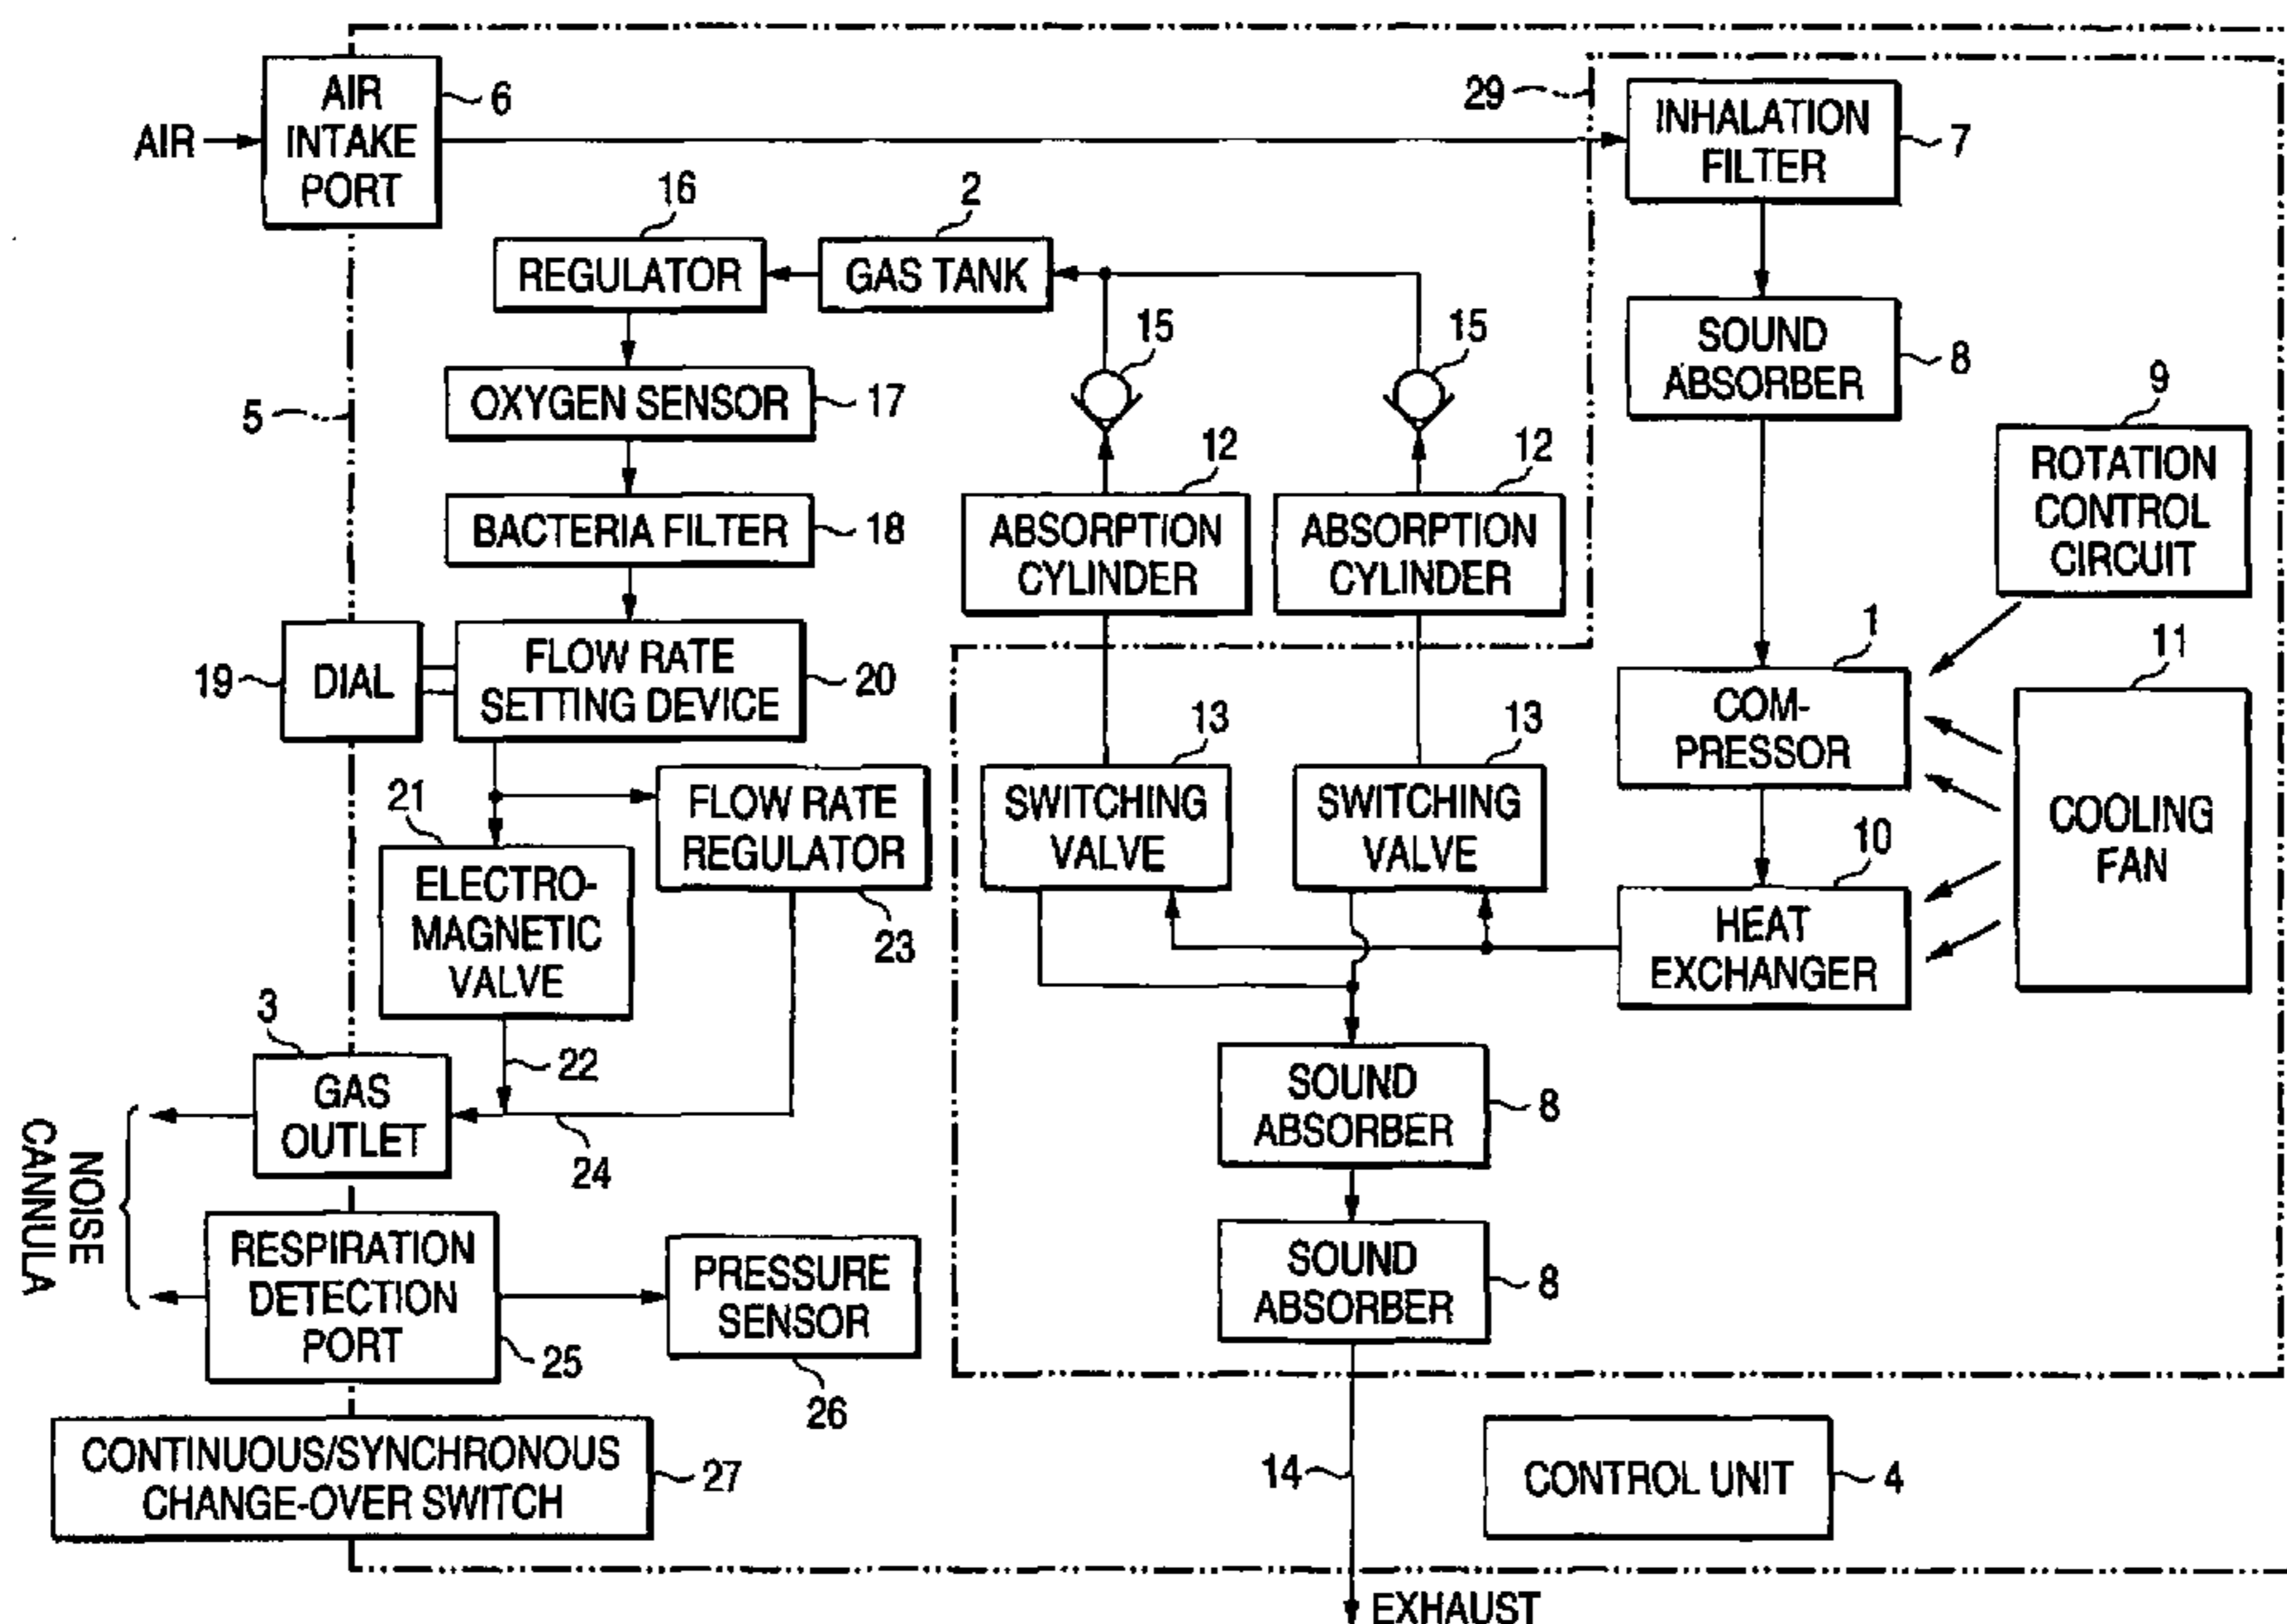 AIR
AIR
INTAKE
PORT
6
29
INHALATION
FILTER
7
16
2
REGULATOR
GAS TANK
15
15
SOUND
ABSORBER
8
5
OXYGEN SENSOR
17
9
ROTATION
CONTROL
CIRCUIT
12
12
BACTERIA FILTER
18
ABSORPTION
CYLINDER
ABSORPTION
CYLINDER
19
DIAL
FLOW RATE
SETTING DEVICE
20
1
COM-
PRESSOR
11
COOLING
FAN
13
13
21
FLOW RATE
REGULATOR
23
SWITCHING
VALVE
SWITCHING
VALVE
10
ELECTRO-
MAGNETIC
VALVE
HEAT
EXCHANGER
3
22
GAS
OUTLET
24
SOUND
ABSORBER
8
NOISE
CANNULA
RESPIRATION
DETECTION
PORT
25
PRESSURE
SENSOR
26
SOUND
ABSORBER
8
CONTINUOUS/SYNCHRONOUS
CHANGE-OVER SWITCH
27
14
CONTROL UNIT
4
EXHAUST